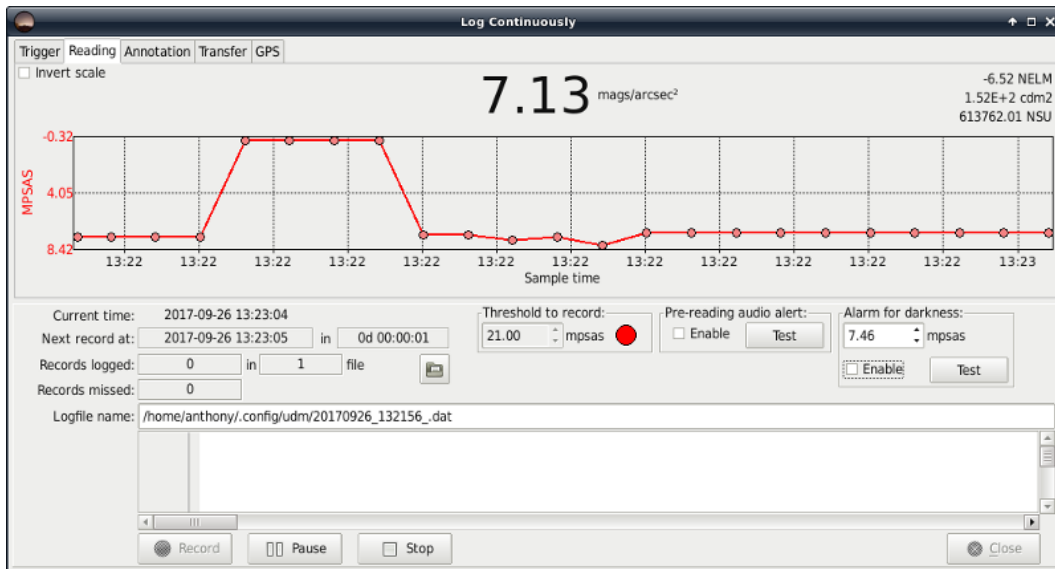 Log Continuously
Trigger Reading Annotation Transfer GPS
Invert scale
7.13 mags/arcsec²
-6.52 NELM
1.52E+2 cdm2
613762.01 NSU
MPSAS
-0.32
4.05
8.42
13:22 13:22 13:22 13:22 13:22 13:22 13:22 13:22 13:22 13:22 13:22 13:22 13:23
Sample time
Current time: 2017-09-26 13:23:04
Next record at: 2017-09-26 13:23:05 in 0d 00:00:01
Records logged: 0 in 1 file
Records missed: 0
Threshold to record:
21.00 mpsas
Pre-reading audio alert:
Enable Test
Alarm for darkness:
7.46 mpsas
Enable Test
Logfile name: /home/anthony/.config/udm/20170926_132156_.dat
Record Pause Stop Close